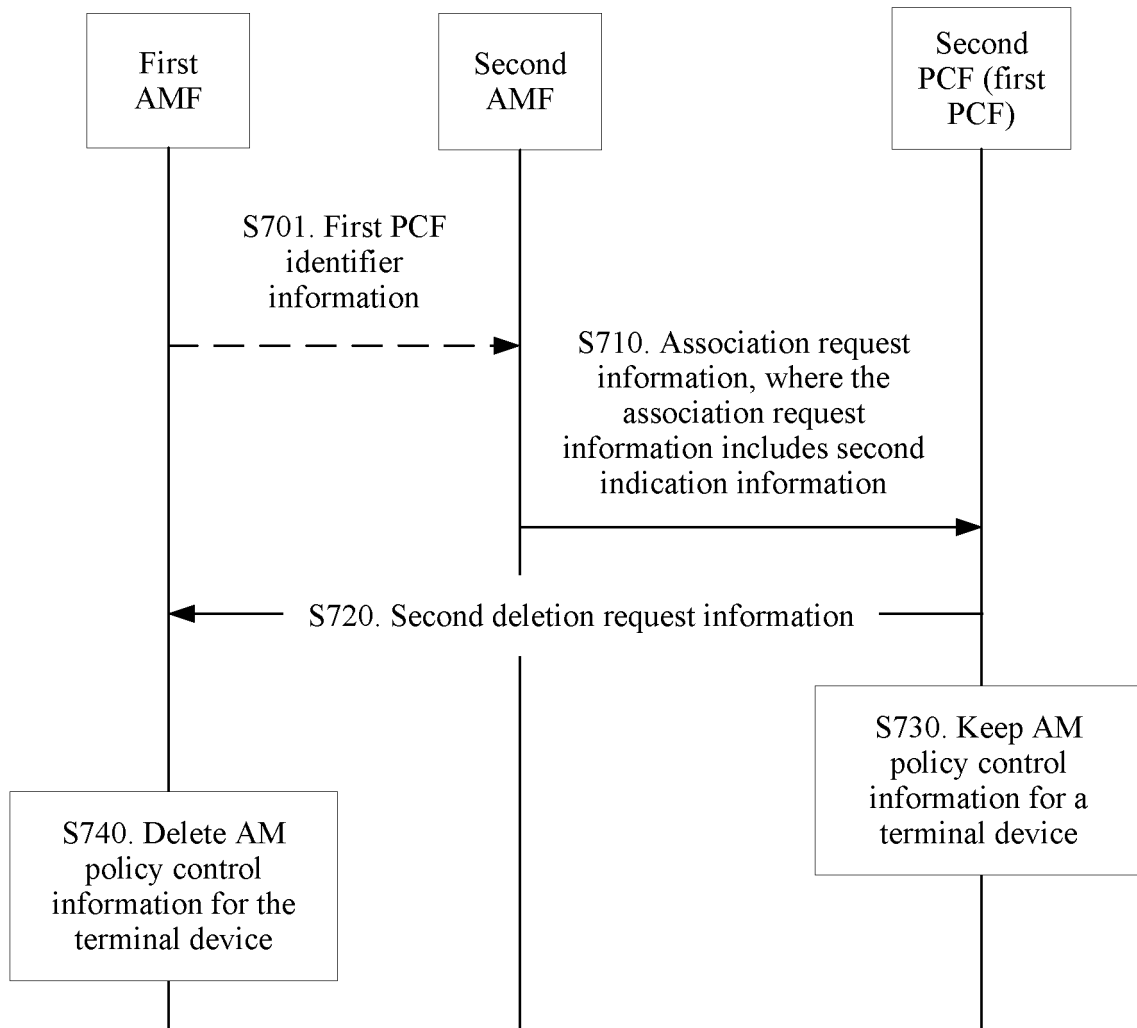 First
AMF
Second
AMF
Second
PCF (first
PCF)
S701. First PCF
identifier
information
S710. Association request
information, where the
association request
information includes second
indication information
S720. Second deletion request information
S730. Keep AM
policy control
information for a
terminal device
S740. Delete AM
policy control
information for the
terminal device